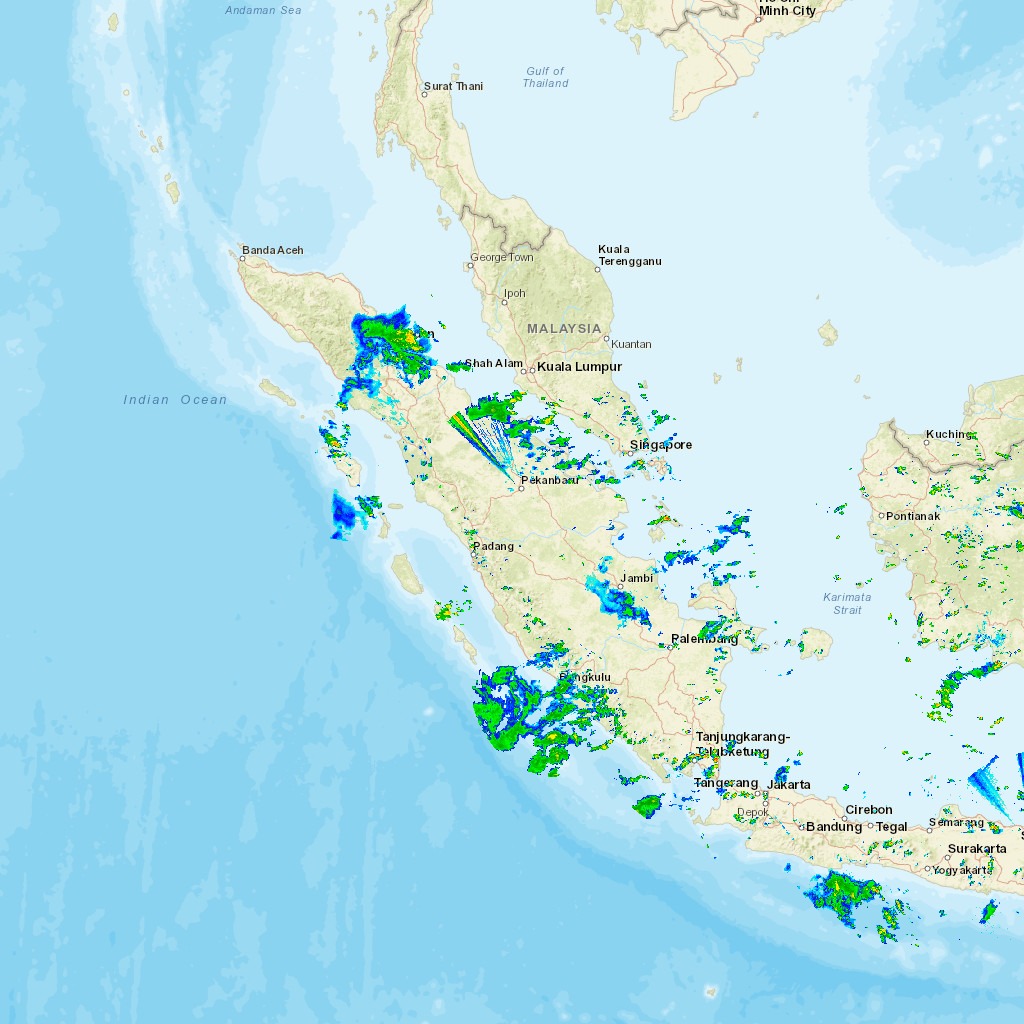 Andaman Sea
Minh City
Gulf of
Thailand
Surat Thani
Banda Aceh
George Town
Kuala
Terengganu
Ipoh
MALAYSIA
Kuantan
Shah Alam
Kuala Lumpur
Indian Ocean
Singapore
Kuching
Pekanbaru
Pontianak
Padang
Jambi
Karimata
Strait
Palembang
Bengkulu
Tanjungkarang-
Telukbetung
Tangerang
Jakarta
Depok
Cirebon
Bandung
Tegal
Semarang
Surakarta
Yogyakarta